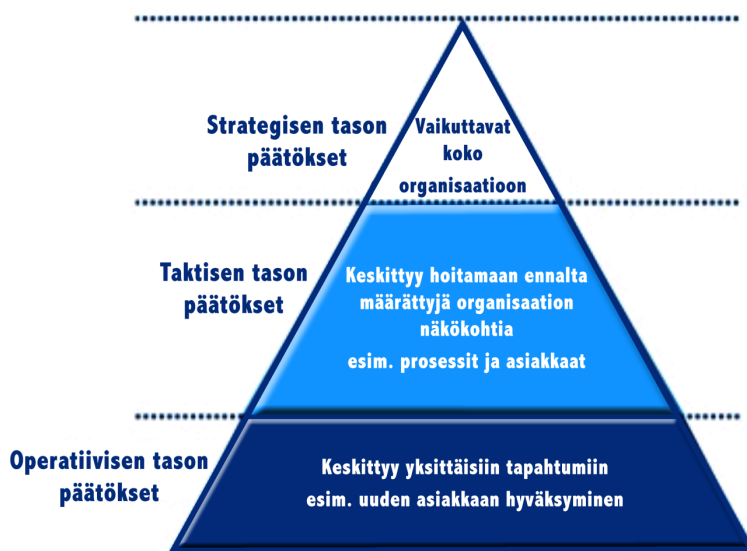 Strategisen tason
päätökset
Vaikuttavat
koko
organisaatioon
Taktisen tason
päätökset
Keskittyy hoitamaan ennalta
määrättyjä organisaation
näkökohtia
esim. prosessit ja asiakkaat
Operatiivisen tason
päätökset
Keskittyy yksittäisiin tapahtumiin
esim. uuden asiakkaan hyväksyminen